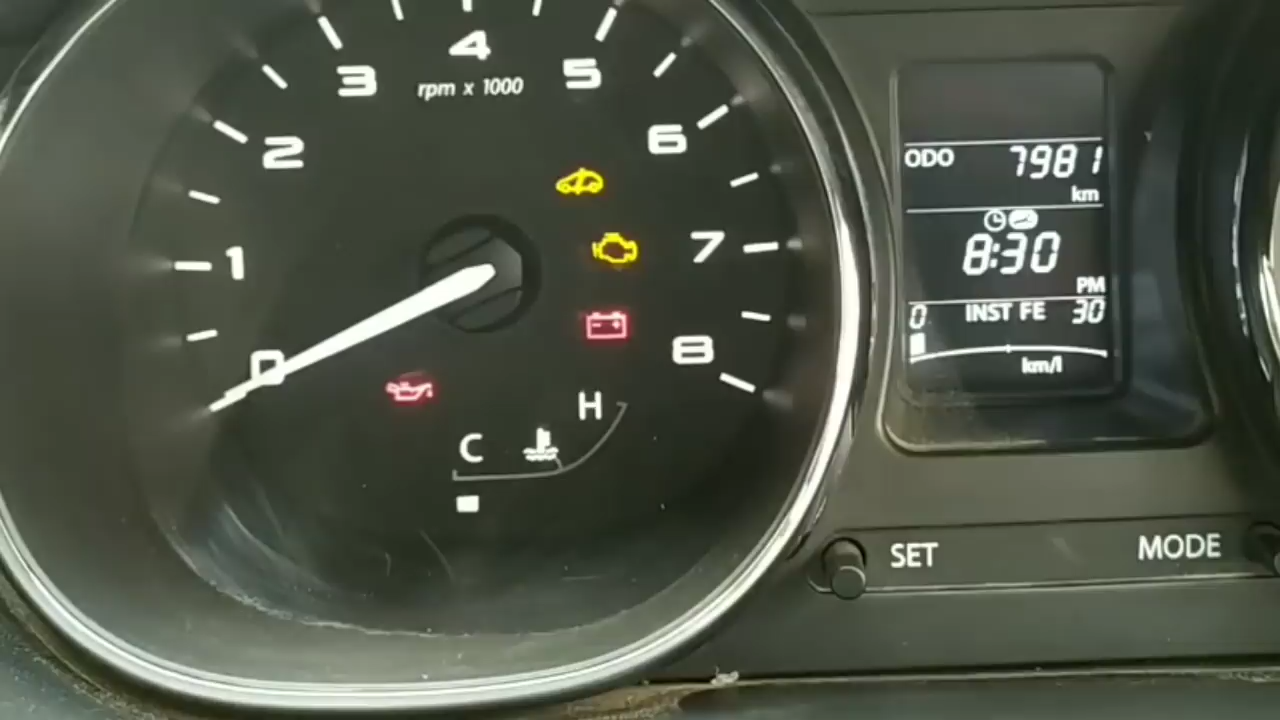 4
3
5
rpm x 1000
2
6
1
7
0
8
H
C
ODO 7981
km
8:30
PM
0 INST FE 30
km/l
SET
MODE